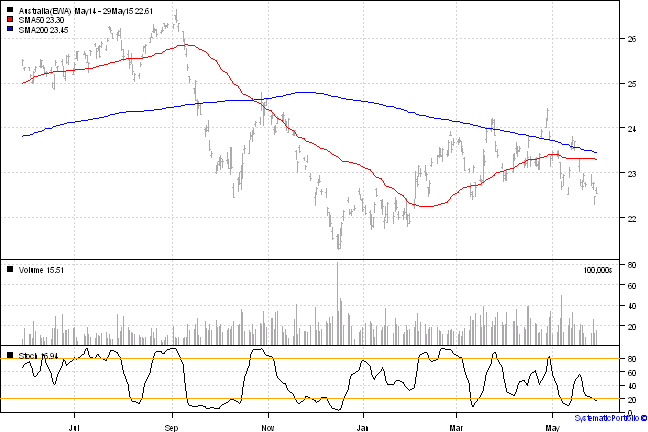 Australia(EWA) May14 - 29May15 22.61
SMA50 23.30
SMA200 23.45
26
25
24
23
22
Volume 15.51
100,000s
80
60
40
20
Stoch 16.94
80
60
40
20
0
Jul
Sep
Nov
Jan
Mar
May
SystematicPortfolio ©